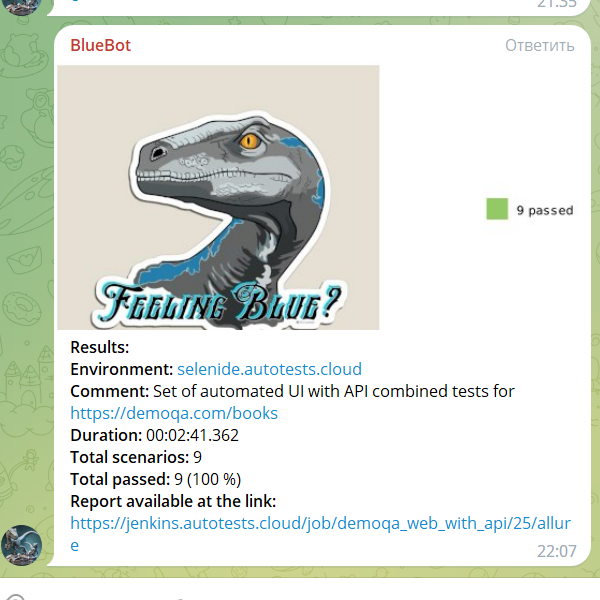 21:35
BlueBot
Ответить
FEELING BLUE?
9 passed
Results:
Environment: selenide.autotests.cloud
Comment: Set of automated UI with API combined tests for
https://demoqa.com/books
Duration: 00:02:41.362
Total scenarios: 9
Total passed: 9 (100 %)
Report available at the link:
https://jenkins.autotests.cloud/job/demoqa_web_with_api/25/allur
e
22:07